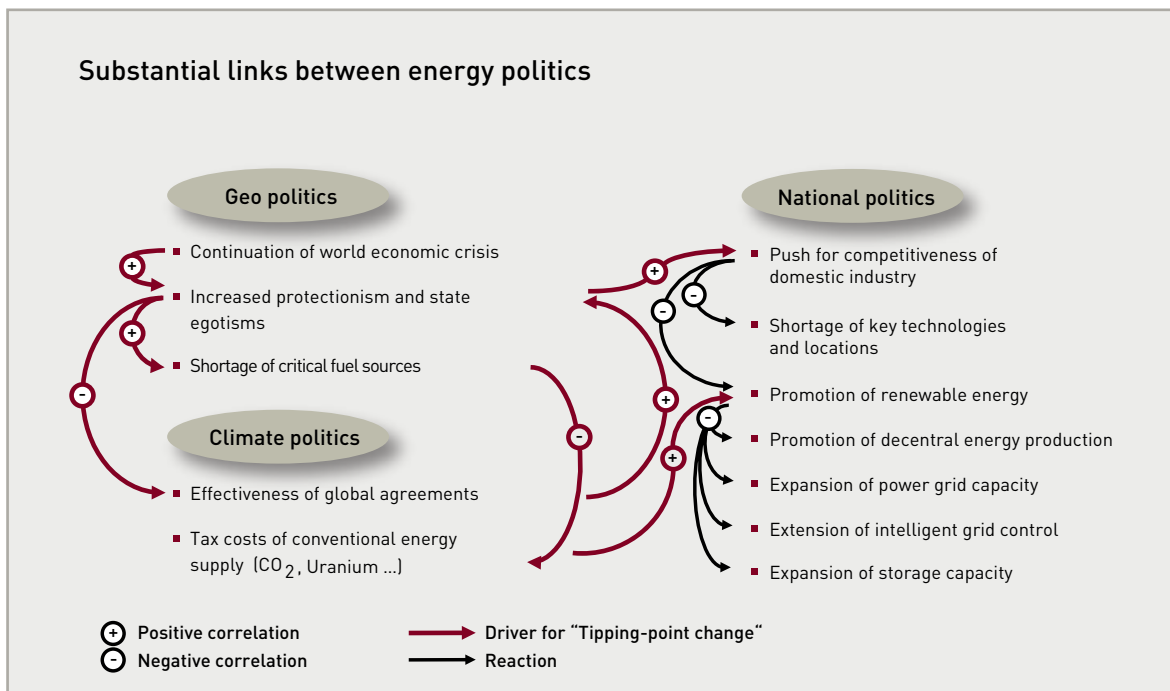 Substantial links between energy politics
Geo politics
Continuation of world economic crisis
Increased protectionism and state
egotisms
Shortage of critical fuel sources
Climate politics
Effectiveness of global agreements
Tax costs of conventional energy
supply (CO2, Uranium ...)
National politics
Push for competitiveness of
domestic industry
Shortage of key technologies
and locations
Promotion of renewable energy
Promotion of decentral energy production
Expansion of power grid capacity
Extension of intelligent grid control
Expansion of storage capacity
+
+
-
-
+
+
+
-
-
-
+ Positive correlation
- Negative correlation
Driver for “Tipping-point change“
Reaction